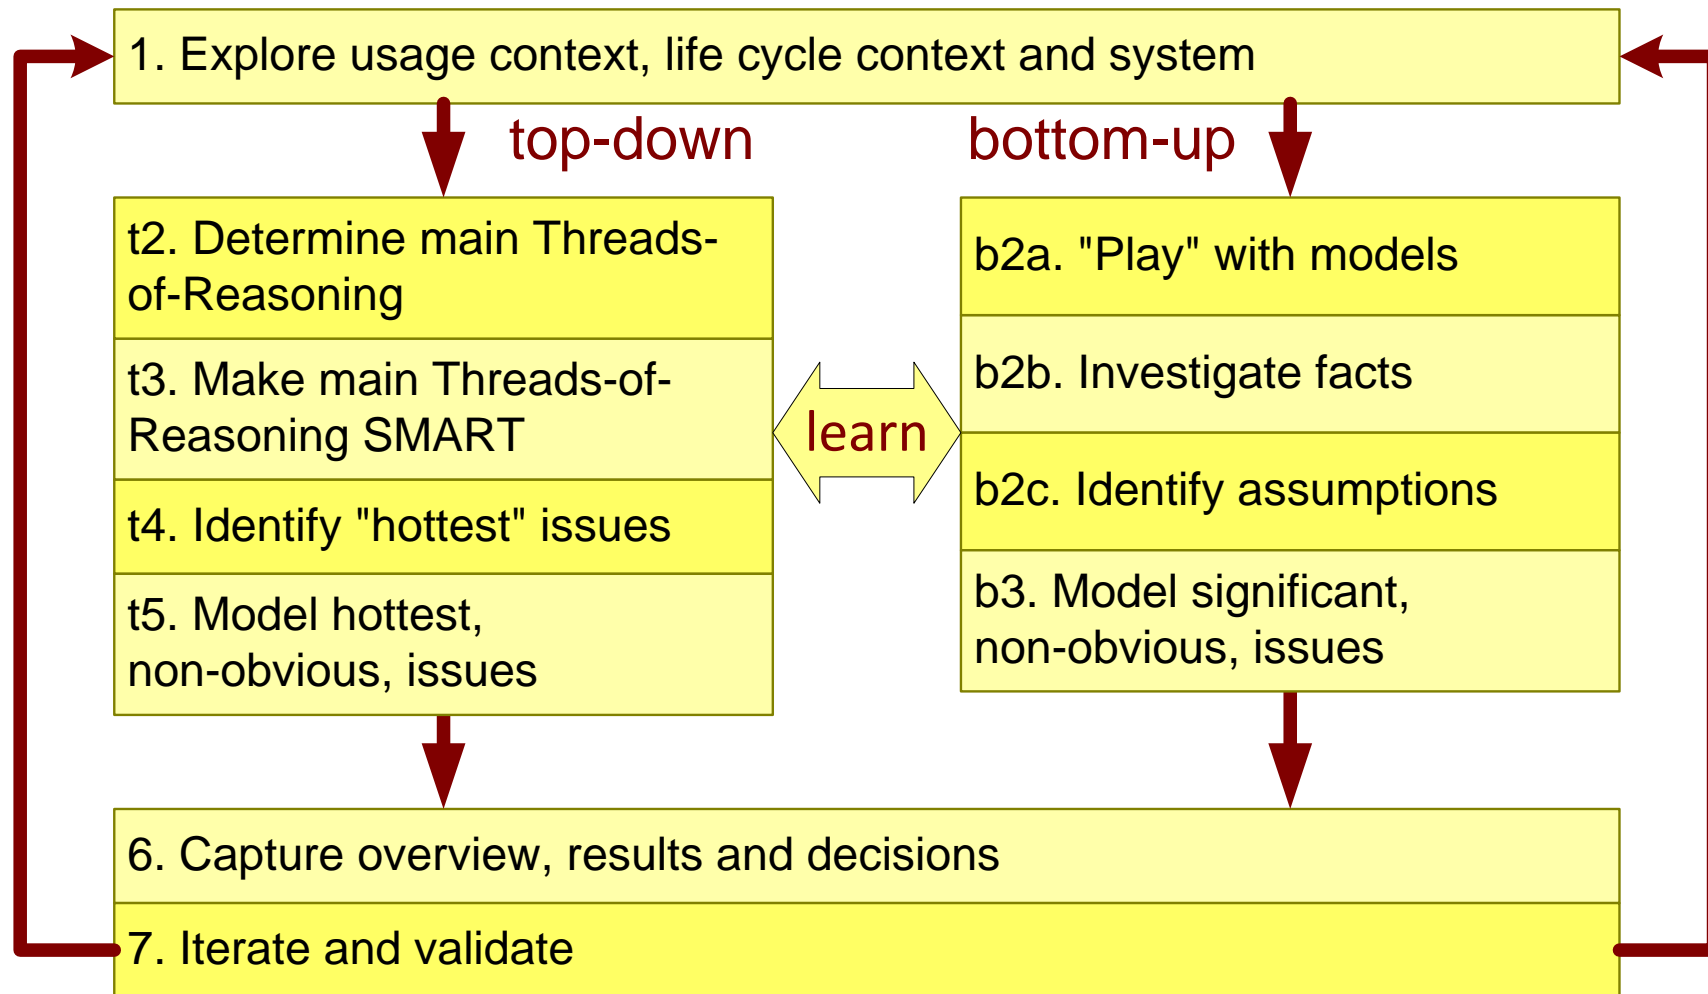 1. Explore usage context, life cycle context and system
top-down
bottom-up
t2. Determine main Threads-
of-Reasoning
t3. Make main Threads-of-
Reasoning SMART
t4. Identify "hottest" issues
t5. Model hottest,
non-obvious, issues
learn
b2a. "Play" with models
b2b. Investigate facts
b2c. Identify assumptions
b3. Model significant,
non-obvious, issues
6. Capture overview, results and decisions
7. Iterate and validate